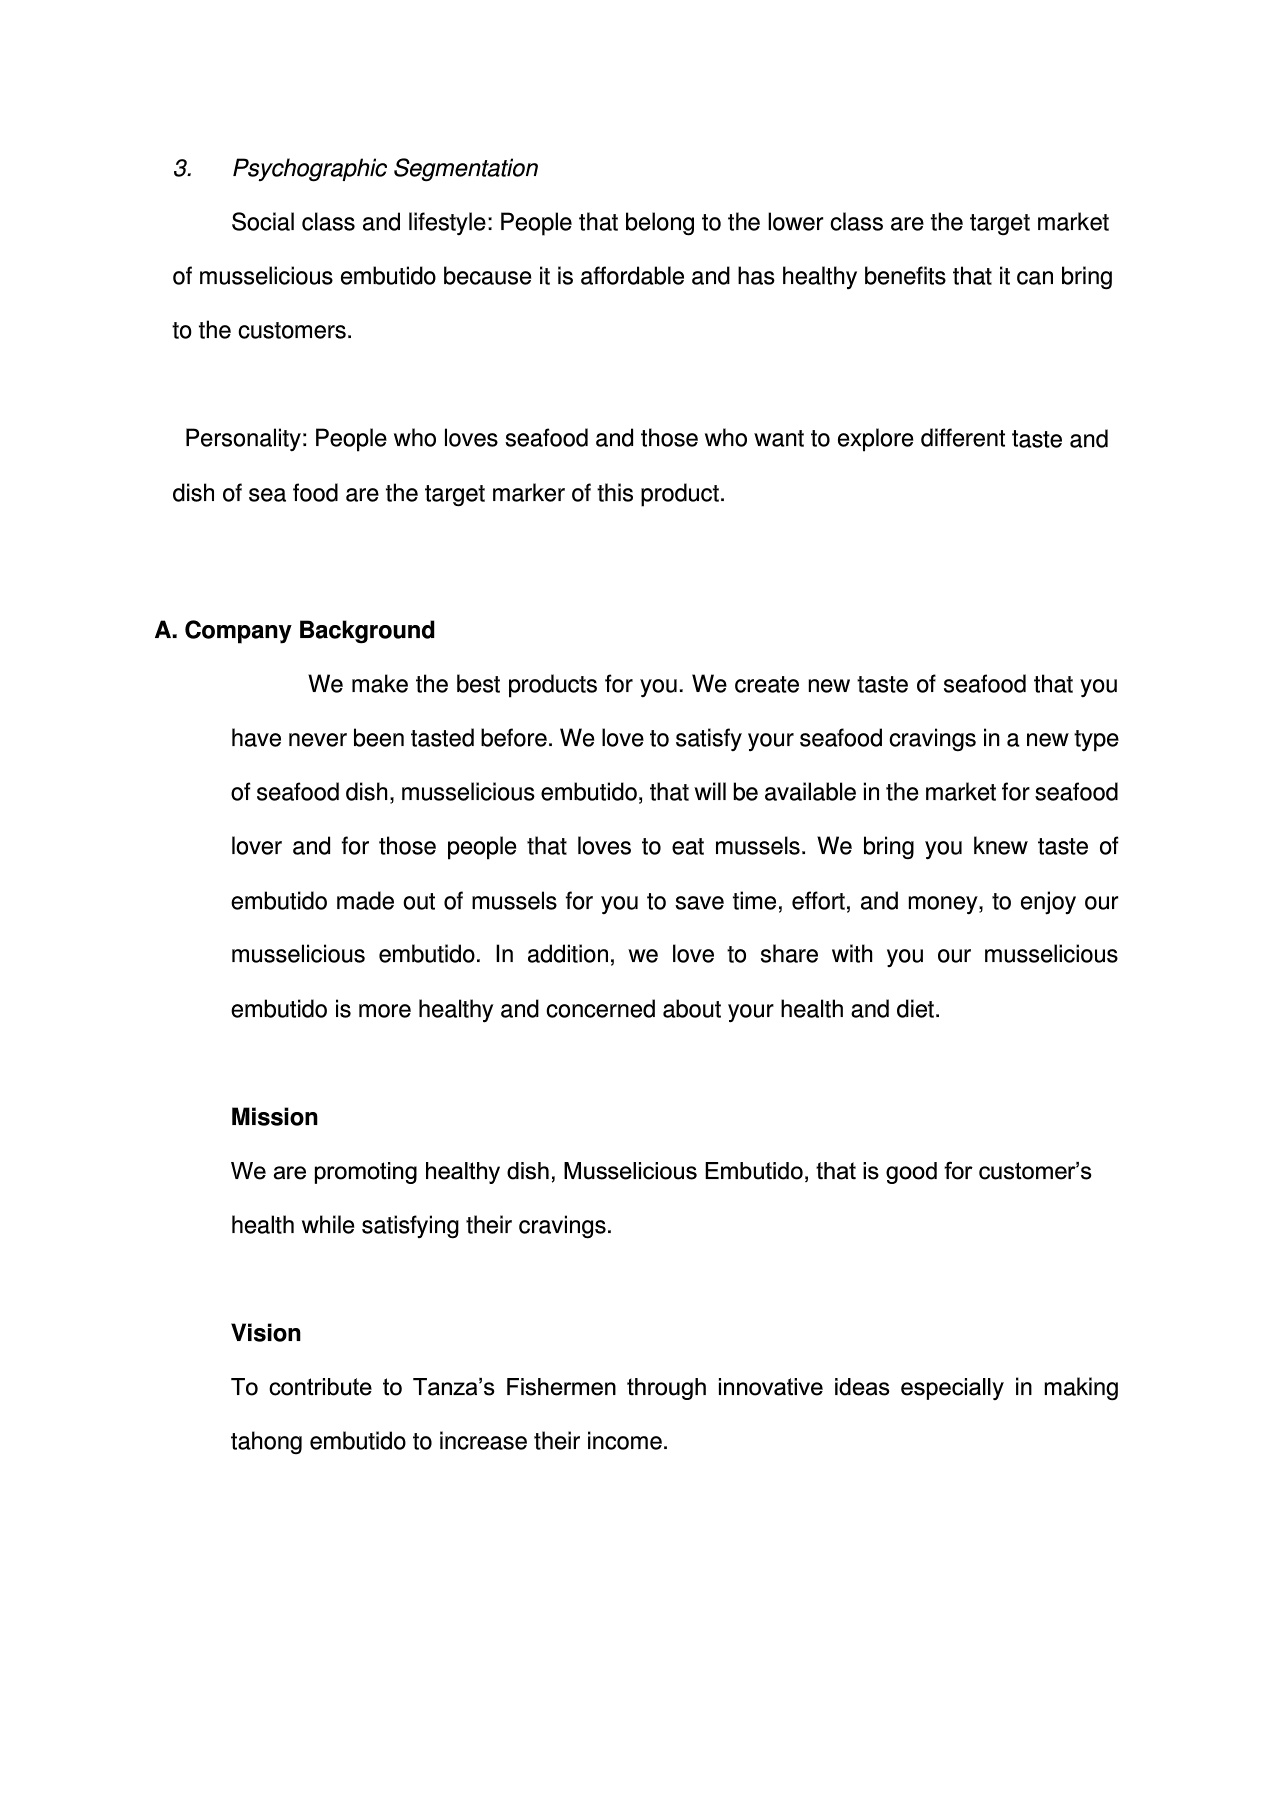 3. Psychographic Segmentation
Social class and lifestyle: People that belong to the lower class are the target market
of musselicious embutido because it is affordable and has healthy benefits that it can bring
to the customers.
Personality: People who loves seafood and those who want to explore different taste and
dish of sea food are the target marker of this product.
A. Company Background
We make the best products for you. We create new taste of seafood that you
have never been tasted before. We love to satisfy your seafood cravings in a new type
of seafood dish, musselicious embutido, that will be available in the market for seafood
lover and for those people that loves to eat mussels. We bring you knew taste of
embutido made out of mussels for you to save time, effort, and money, to enjoy our
musselicious embutido. In addition, we love to share with you our musselicious
embutido is more healthy and concerned about your health and diet.
Mission
We are promoting healthy dish, Musselicious Embutido, that is good for customer’s
health while satisfying their cravings.
Vision
To contribute to Tanza’s Fishermen through innovative ideas especially in making
tahong embutido to increase their income.